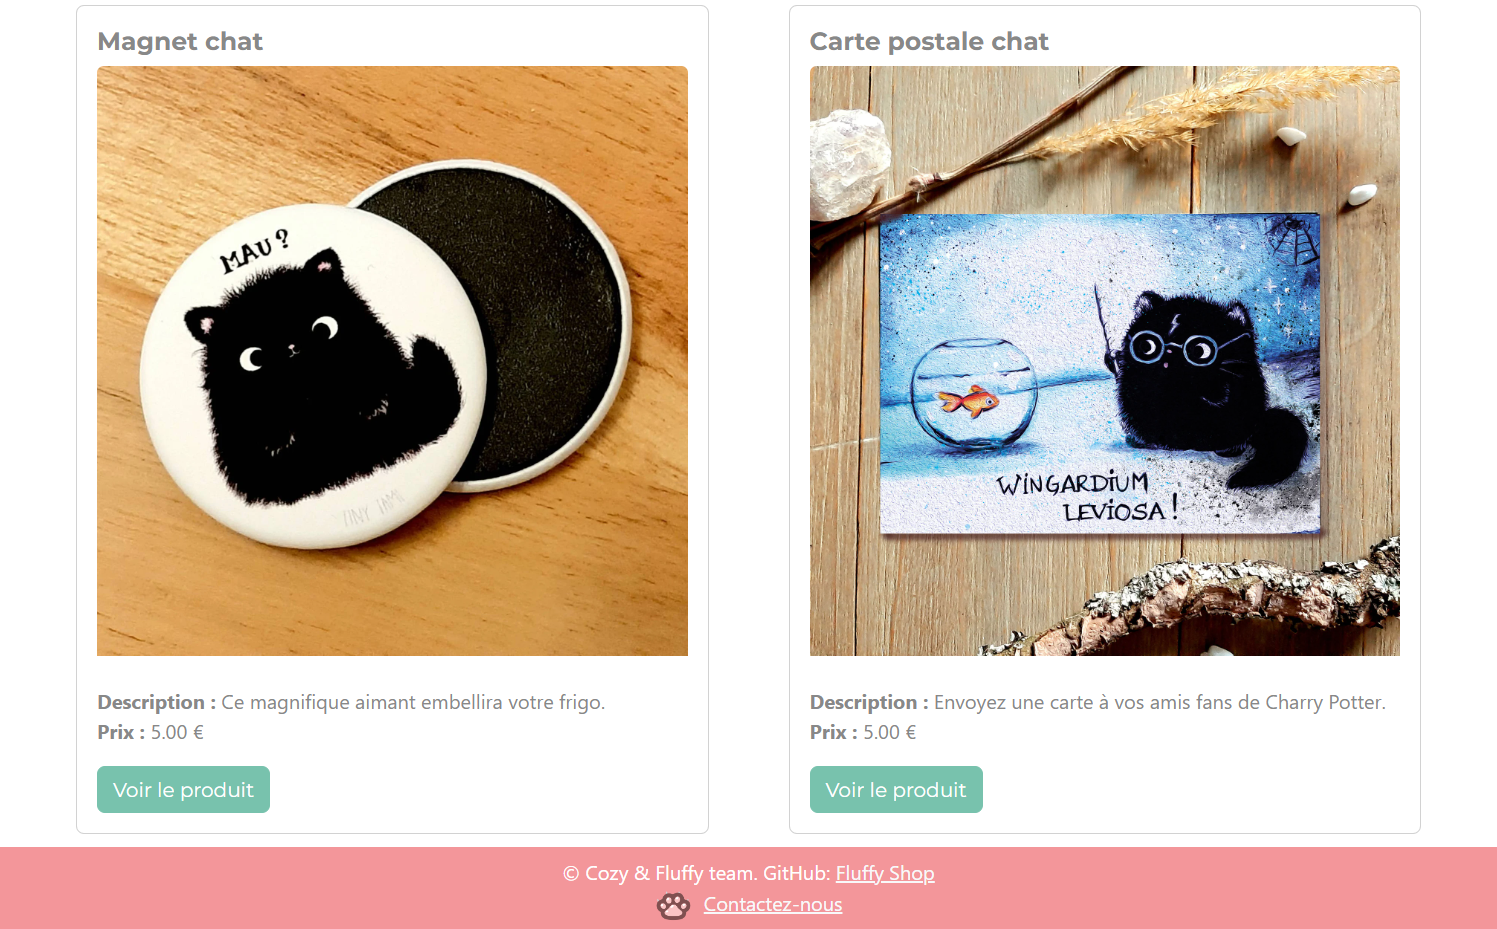 Magnet chat
MAU ?
Description : Ce magnifique aimant embellira votre frigo.
Prix : 5.00 €
Voir le produit
Carte postale chat
WINGARDIUM
LEVIOSA !
Description : Envoyez une carte à vos amis fans de Charry Potter.
Prix : 5.00 €
Voir le produit
© Cozy & Fluffy team. GitHub: Fluffy Shop
Contactez-nous